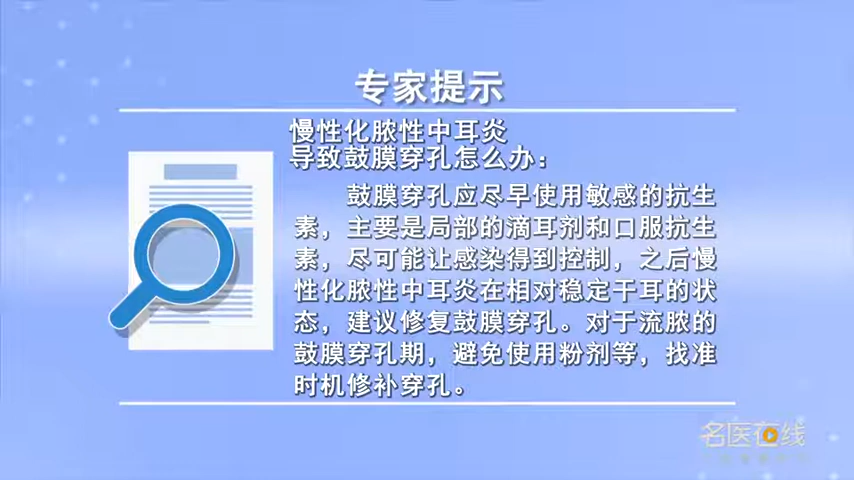 专家提示
慢性化脓性中耳炎
导致鼓膜穿孔怎么办：
鼓膜穿孔应尽早使用敏感的抗生
素，主要是局部的滴耳剂和口服抗生
素，尽可能让感染得到控制，之后慢
性化脓性中耳炎在相对稳定干耳的状
态，建议修复鼓膜穿孔。对于流脓的
鼓膜穿孔期，避免使用粉剂等，找准
时机修补穿孔。
名医在线